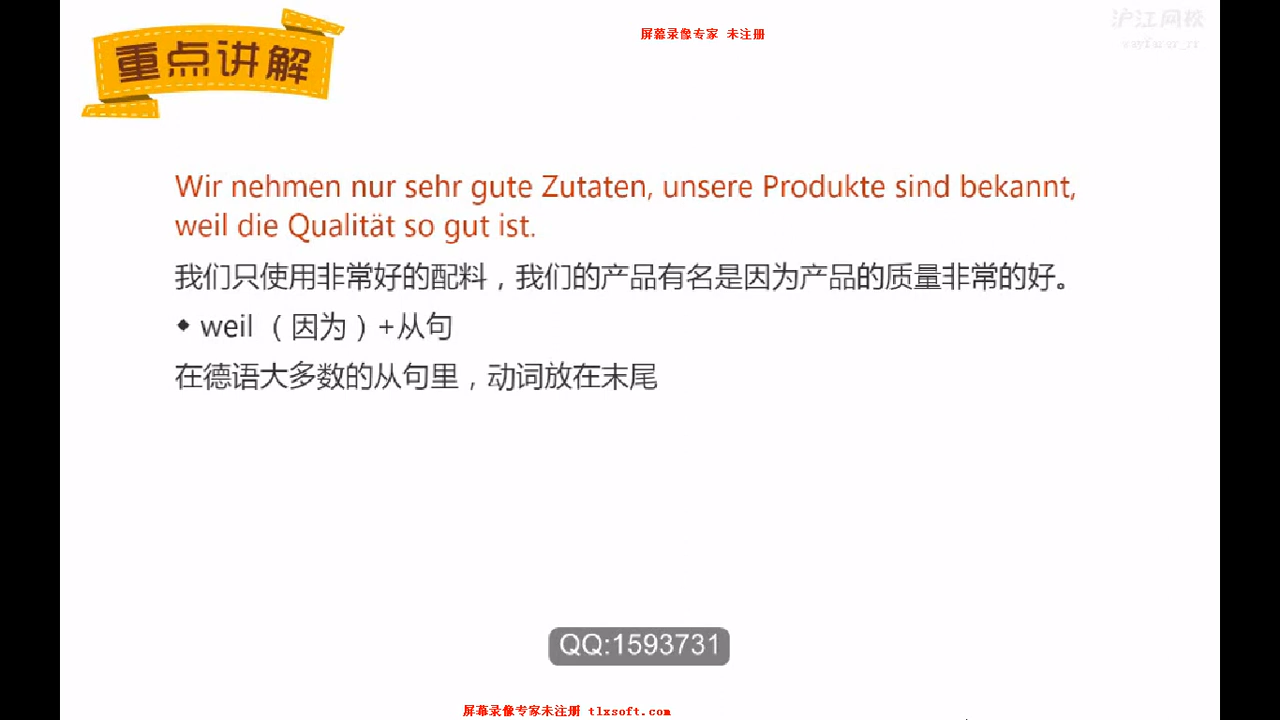 屏幕录像专家 未注册
沪江网校
重点讲解
Wir nehmen nur sehr gute Zutaten, unsere Produkte sind bekannt,
weil die Qualität so gut ist.
我们只使用非常好的配料，我们的产品有名是因为产品的质量非常的好。
◆ weil （因为）+从句
在德语大多数的从句里，动词放在末尾
QQ:1593731
屏幕录像专家未注册 tlxsoft.com